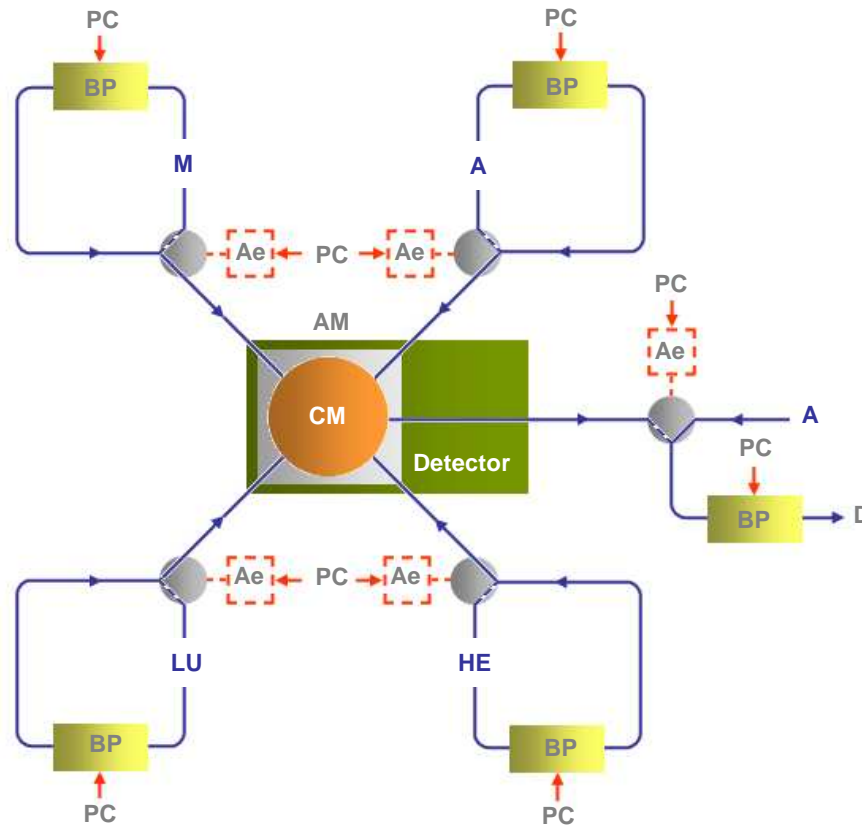 PC PC
BP BP
M A
Ae PC Ae
PC
AM
Ae
CM
A
Detector
PC
BP D
Ae PC Ae
LU HE
BP BP
PC PC